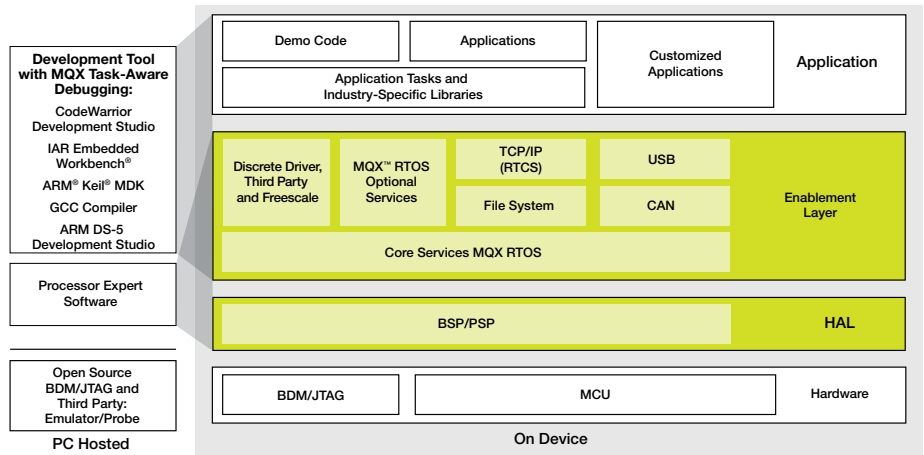 Development Tool
with MQX Task-Aware
Debugging:
CodeWarrior
Development Studio
IAR Embedded
Workbench®
ARM® Keil® MDK
GCC Compiler
ARM DS-5
Development Studio
Processor Expert
Software
Open Source
BDM/JTAG and
Third Party:
Emulator/Probe
PC Hosted
Demo Code
Applications
Application Tasks and
Industry-Specific Libraries
Customized
Applications
Application
Discrete Driver,
Third Party
and Freescale
MQX™ RTOS
Optional
Services
TCP/IP
(RTCS)
File System
USB
CAN
Core Services MQX RTOS
Enablement
Layer
BSP/PSP
HAL
BDM/JTAG
MCU
Hardware
On Device